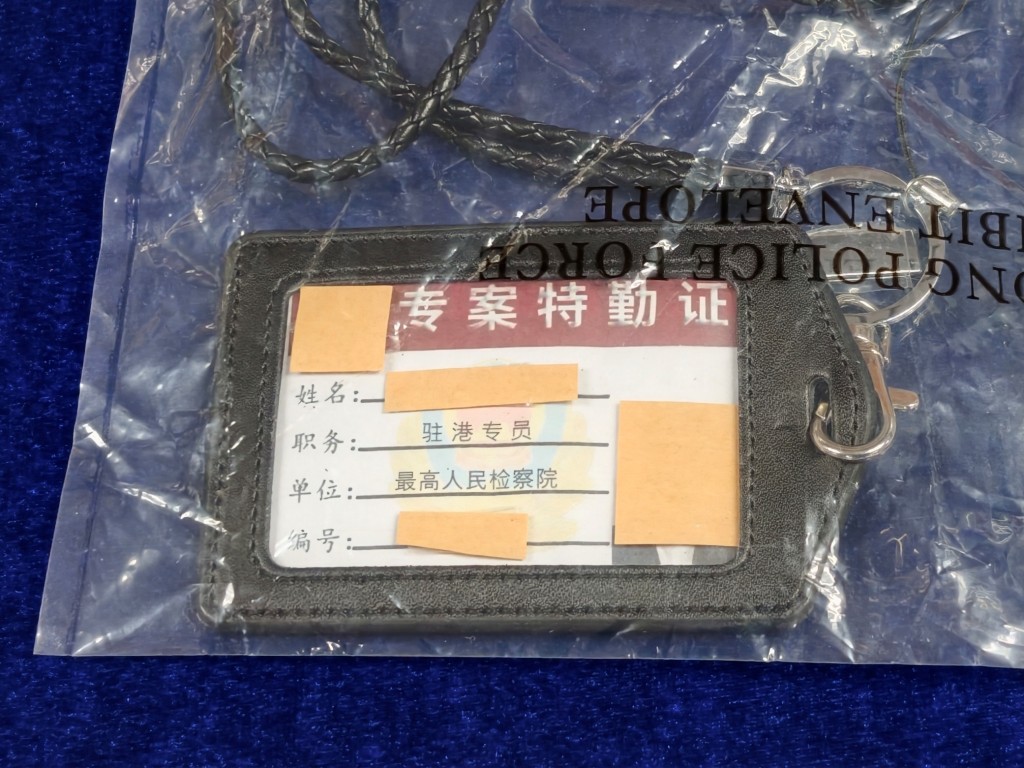 专案特勤证
姓名:
职务: 驻港专员
单位: 最高人民检察院
编号:
ONG POLICE FORCE
IBIT ENVELOPE